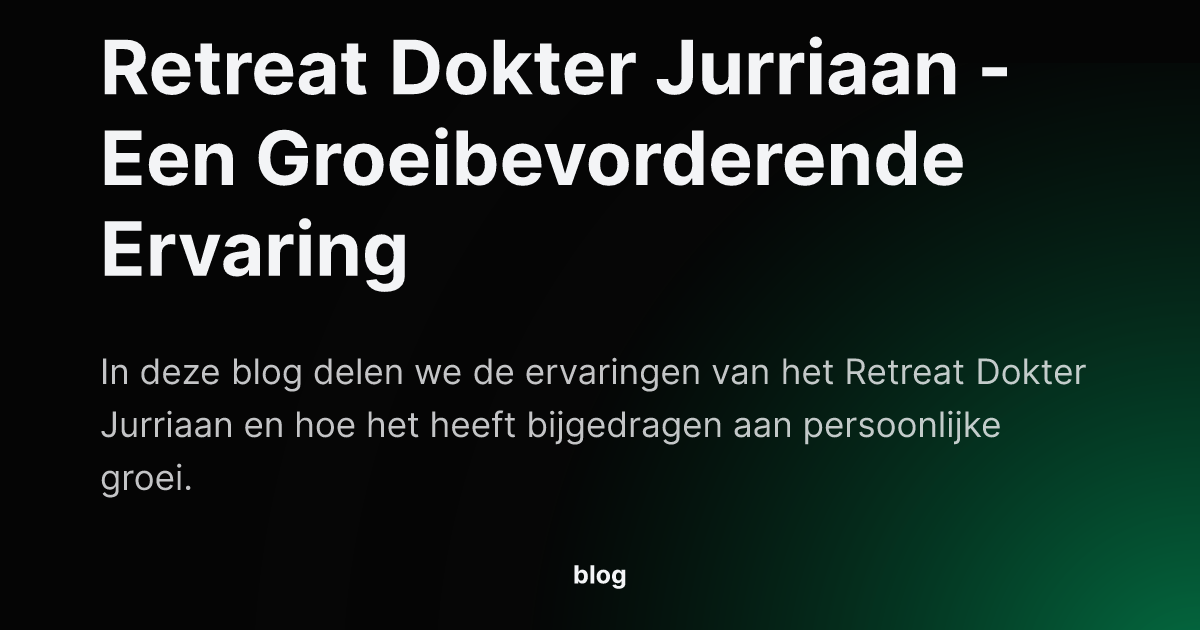 Retreat Dokter Jurriaan -
Een Groeibevorderende
Ervaring
In deze blog delen we de ervaringen van het Retreat Dokter
Jurriaan en hoe het heeft bijgedragen aan persoonlijke
groei.
blog